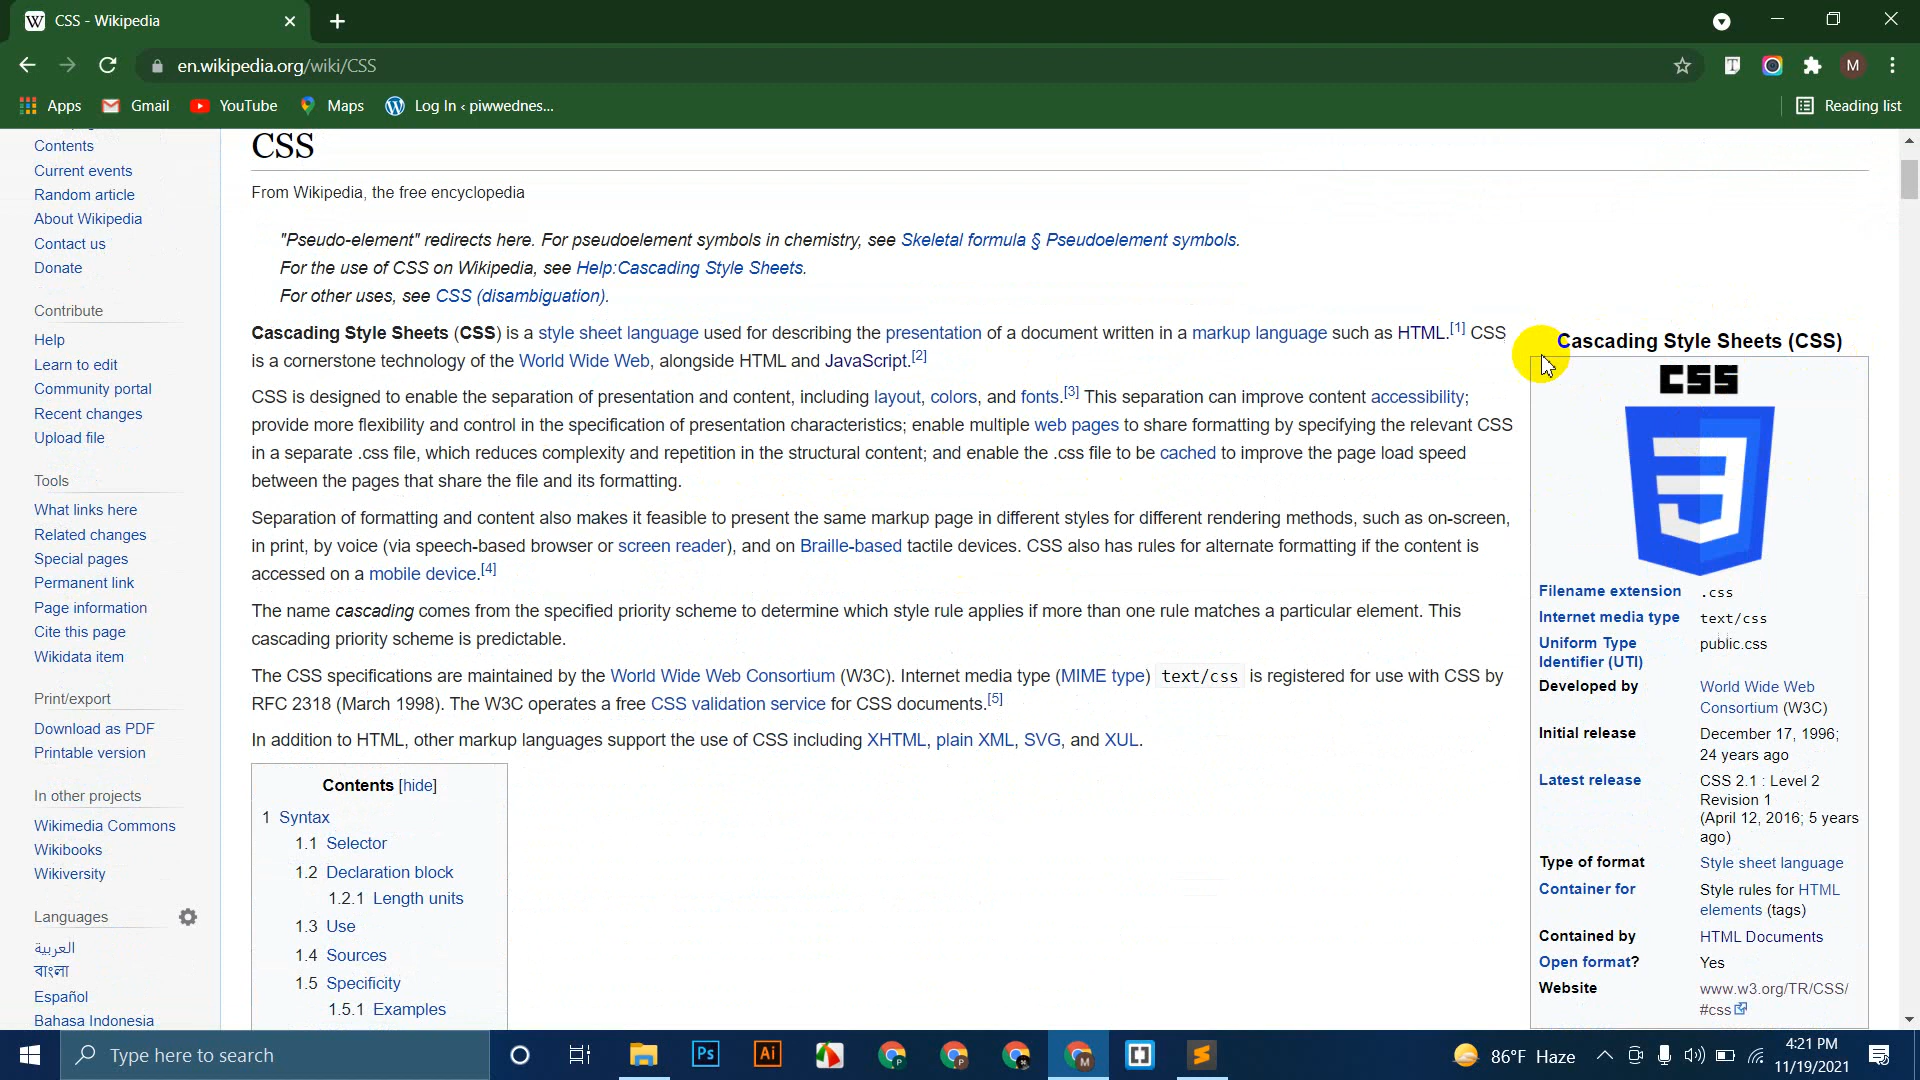 CSS - Wikipedia
en.wikipedia.org/wiki/CSS
M
Apps
Gmail
YouTube
Maps
Log In ‹ piwwednes...
Reading list
Contents
Current events
Random article
About Wikipedia
Contact us
Donate
Contribute
Help
Learn to edit
Community portal
Recent changes
Upload file
Tools
What links here
Related changes
Special pages
Permanent link
Page information
Cite this page
Wikidata item
Print/export
Download as PDF
Printable version
In other projects
Wikimedia Commons
Wikibooks
Wikiversity
Languages
العربية
বাংলা
Español
Bahasa Indonesia
CSS
From Wikipedia, the free encyclopedia
"Pseudo-element" redirects here. For pseudoelement symbols in chemistry, see Skeletal formula § Pseudoelement symbols.
For the use of CSS on Wikipedia, see Help:Cascading Style Sheets.
For other uses, see CSS (disambiguation).
Cascading Style Sheets (CSS) is a style sheet language used for describing the presentation of a document written in a markup language such as HTML.[1] CSS
is a cornerstone technology of the World Wide Web, alongside HTML and JavaScript.[2]
CSS is designed to enable the separation of presentation and content, including layout, colors, and fonts.[3] This separation can improve content accessibility;
provide more flexibility and control in the specification of presentation characteristics; enable multiple web pages to share formatting by specifying the relevant CSS
in a separate .css file, which reduces complexity and repetition in the structural content; and enable the .css file to be cached to improve the page load speed
between the pages that share the file and its formatting.
Separation of formatting and content also makes it feasible to present the same markup page in different styles for different rendering methods, such as on-screen,
in print, by voice (via speech-based browser or screen reader), and on Braille-based tactile devices. CSS also has rules for alternate formatting if the content is
accessed on a mobile device.[4]
The name cascading comes from the specified priority scheme to determine which style rule applies if more than one rule matches a particular element. This
cascading priority scheme is predictable.
The CSS specifications are maintained by the World Wide Web Consortium (W3C). Internet media type (MIME type) text/css is registered for use with CSS by
RFC 2318 (March 1998). The W3C operates a free CSS validation service for CSS documents.[5]
In addition to HTML, other markup languages support the use of CSS including XHTML, plain XML, SVG, and XUL.
Contents [hide]
1 Syntax
1.1 Selector
1.2 Declaration block
1.2.1 Length units
1.3 Use
1.4 Sources
1.5 Specificity
1.5.1 Examples
Cascading Style Sheets (CSS)
CSS
3
Filename extension .css
Internet media type text/css
Uniform Type public.css
Identifier (UTI)
Developed by World Wide Web
Consortium (W3C)
Initial release December 17, 1996;
24 years ago
Latest release CSS 2.1 : Level 2
Revision 1
(April 12, 2016; 5 years
ago)
Type of format Style sheet language
Container for Style rules for HTML
elements (tags)
Contained by HTML Documents
Open format? Yes
Website www.w3.org/TR/CSS/
#css
Type here to search
Ps
Ai
P
P
M
86°F Haze
4:21 PM
11/19/2021